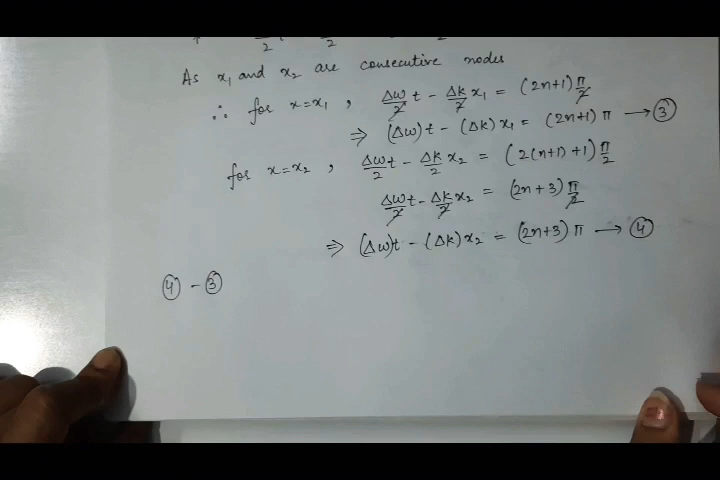 As x₁ and x₂ are consecutive nodes
∴ for x=x₁ , Δω/2 t - Δk/2 x₁ = (2n+1) π/2
⇒ (Δω) t - (Δk) x₁ = (2n+1) π → ③
for x=x₂ , Δω/2 t - Δk/2 x₂ = (2(n+1)+1) π/2
Δω/2 t - Δk/2 x₂ = (2n+3) π/2
⇒ (Δω)t - (Δk) x₂ = (2n+3) π → ④
④ - ③